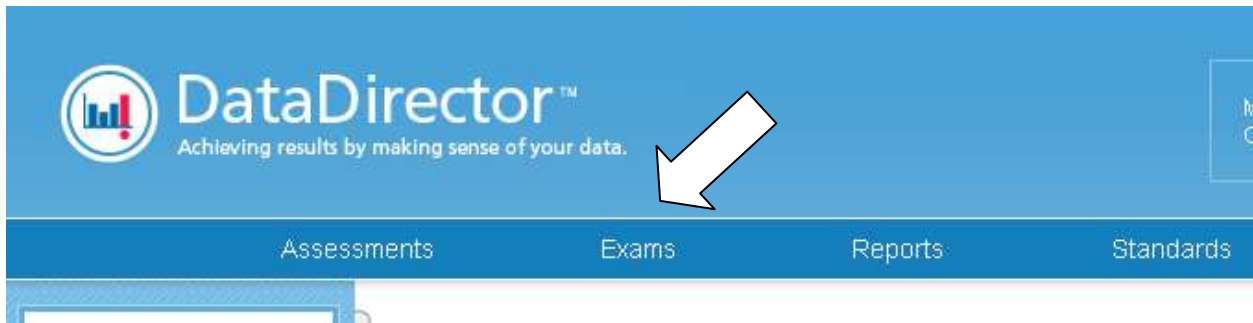 DataDirector™
Achieving results by making sense of your data.
Assessments Exams Reports Standards